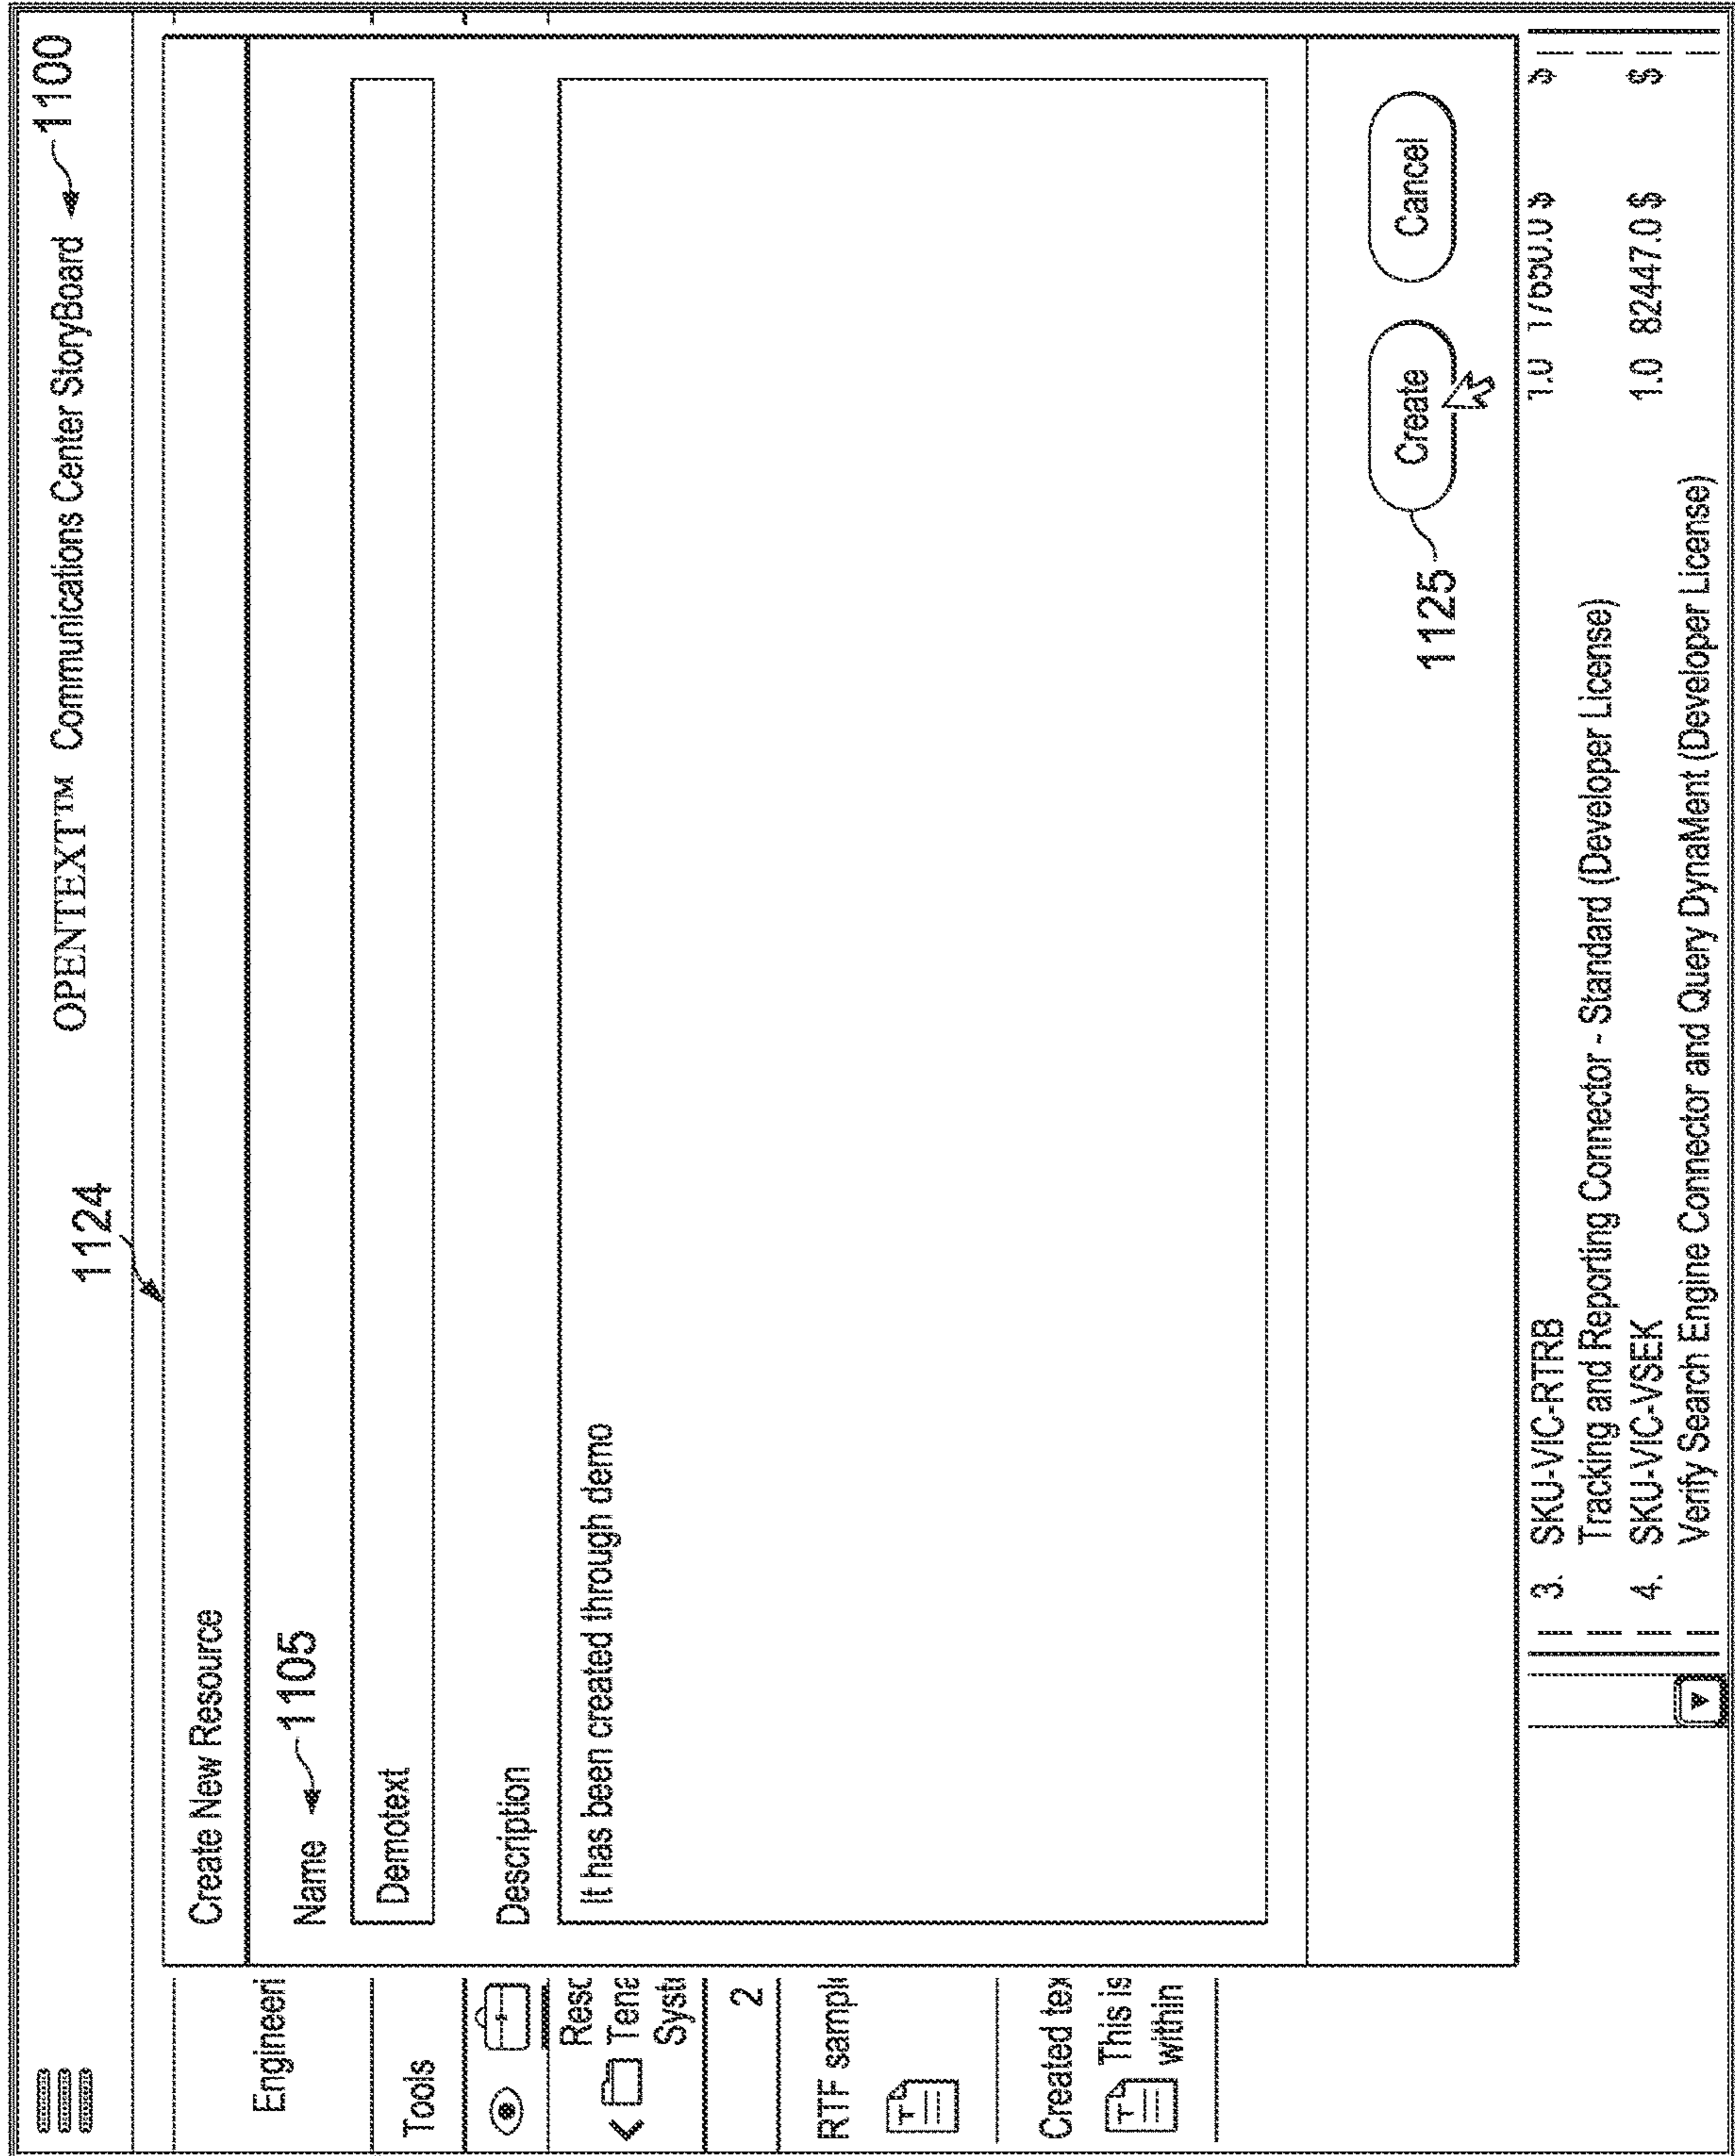 OPENTEXT™ Communications Center StoryBoard
1100
1124
Create New Resource
Engineeri
Name
1105
Demotext
Tools
Description
It has been created through demo
Resc
Tena
Syst
2
RTF sampl
Created tex
This is
within
Create
Cancel
1125
3. SKU-VIC-RTRB 1.0 $
Tracking and Reporting Connector - Standard (Developer License)
4. SKU-VIC-VSEK 1.0 82447.0 $ $
Verify Search Engine Connector and Query DynaMent (Developer License)